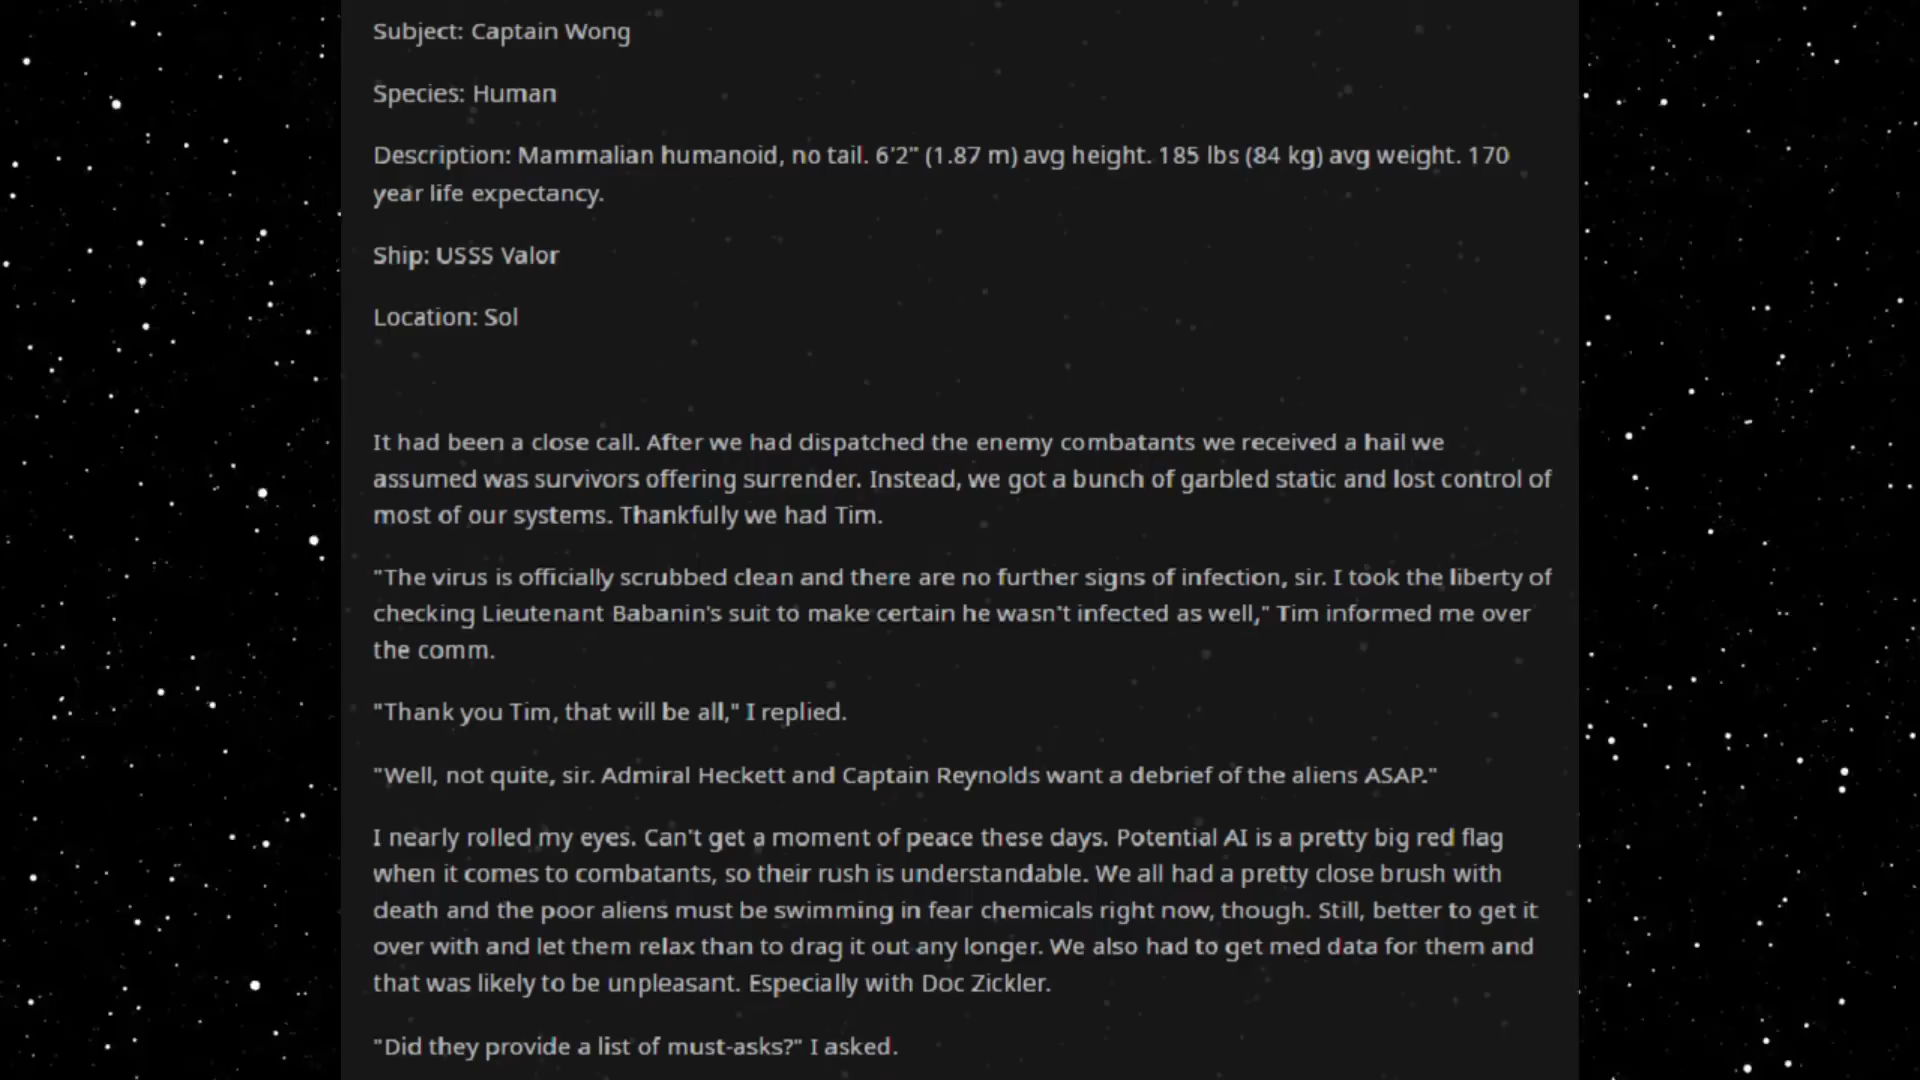 Subject: Captain Wong
Species: Human
Description: Mammalian humanoid, no tail. 6'2" (1.87 m) avg height. 185 lbs (84 kg) avg weight. 170
year life expectancy.
Ship: USSS Valor
Location: Sol
It had been a close call. After we had dispatched the enemy combatants we received a hail we
assumed was survivors offering surrender. Instead, we got a bunch of garbled static and lost control of
most of our systems. Thankfully we had Tim.
"The virus is officially scrubbed clean and there are no further signs of infection, sir. I took the liberty of
checking Lieutenant Babanin's suit to make certain he wasn't infected as well," Tim informed me over
the comm.
"Thank you Tim, that will be all," I replied.
"Well, not quite, sir. Admiral Heckett and Captain Reynolds want a debrief of the aliens ASAP."
I nearly rolled my eyes. Can't get a moment of peace these days. Potential AI is a pretty big red flag
when it comes to combatants, so their rush is understandable. We all had a pretty close brush with
death and the poor aliens must be swimming in fear chemicals right now, though. Still, better to get it
over with and let them relax than to drag it out any longer. We also had to get med data for them and
that was likely to be unpleasant. Especially with Doc Zickler.
"Did they provide a list of must-asks?" I asked.